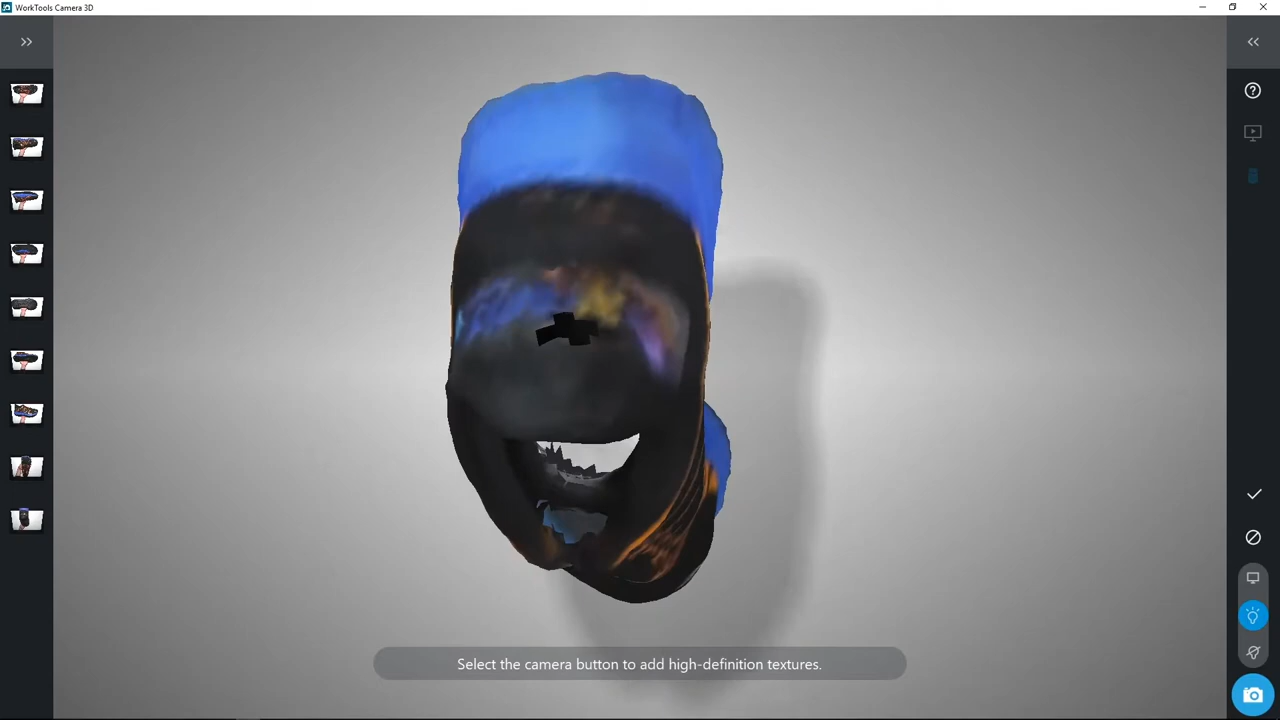 WorkTools Camera 3D
Select the camera button to add high-definition textures.